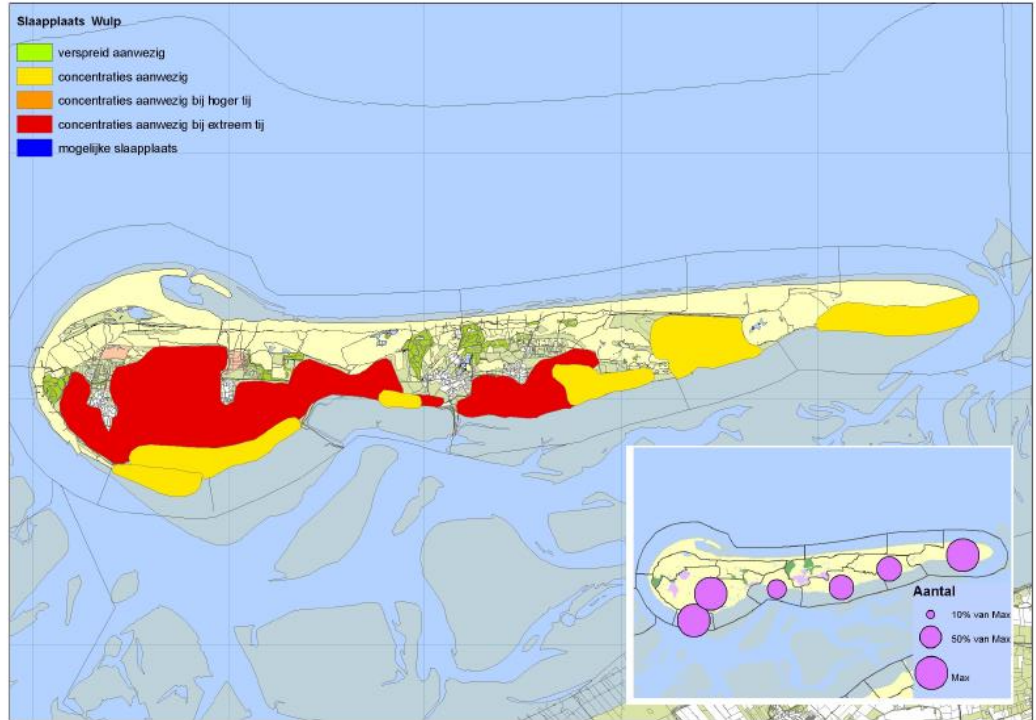 Slaapplaats Wulp
verspreid aanwezig
concentraties aanwezig
concentraties aanwezig bij hoger tij
concentraties aanwezig bij extreem tij
mogelijke slaapplaats
Aantal
10% van Max
50% van Max
Max